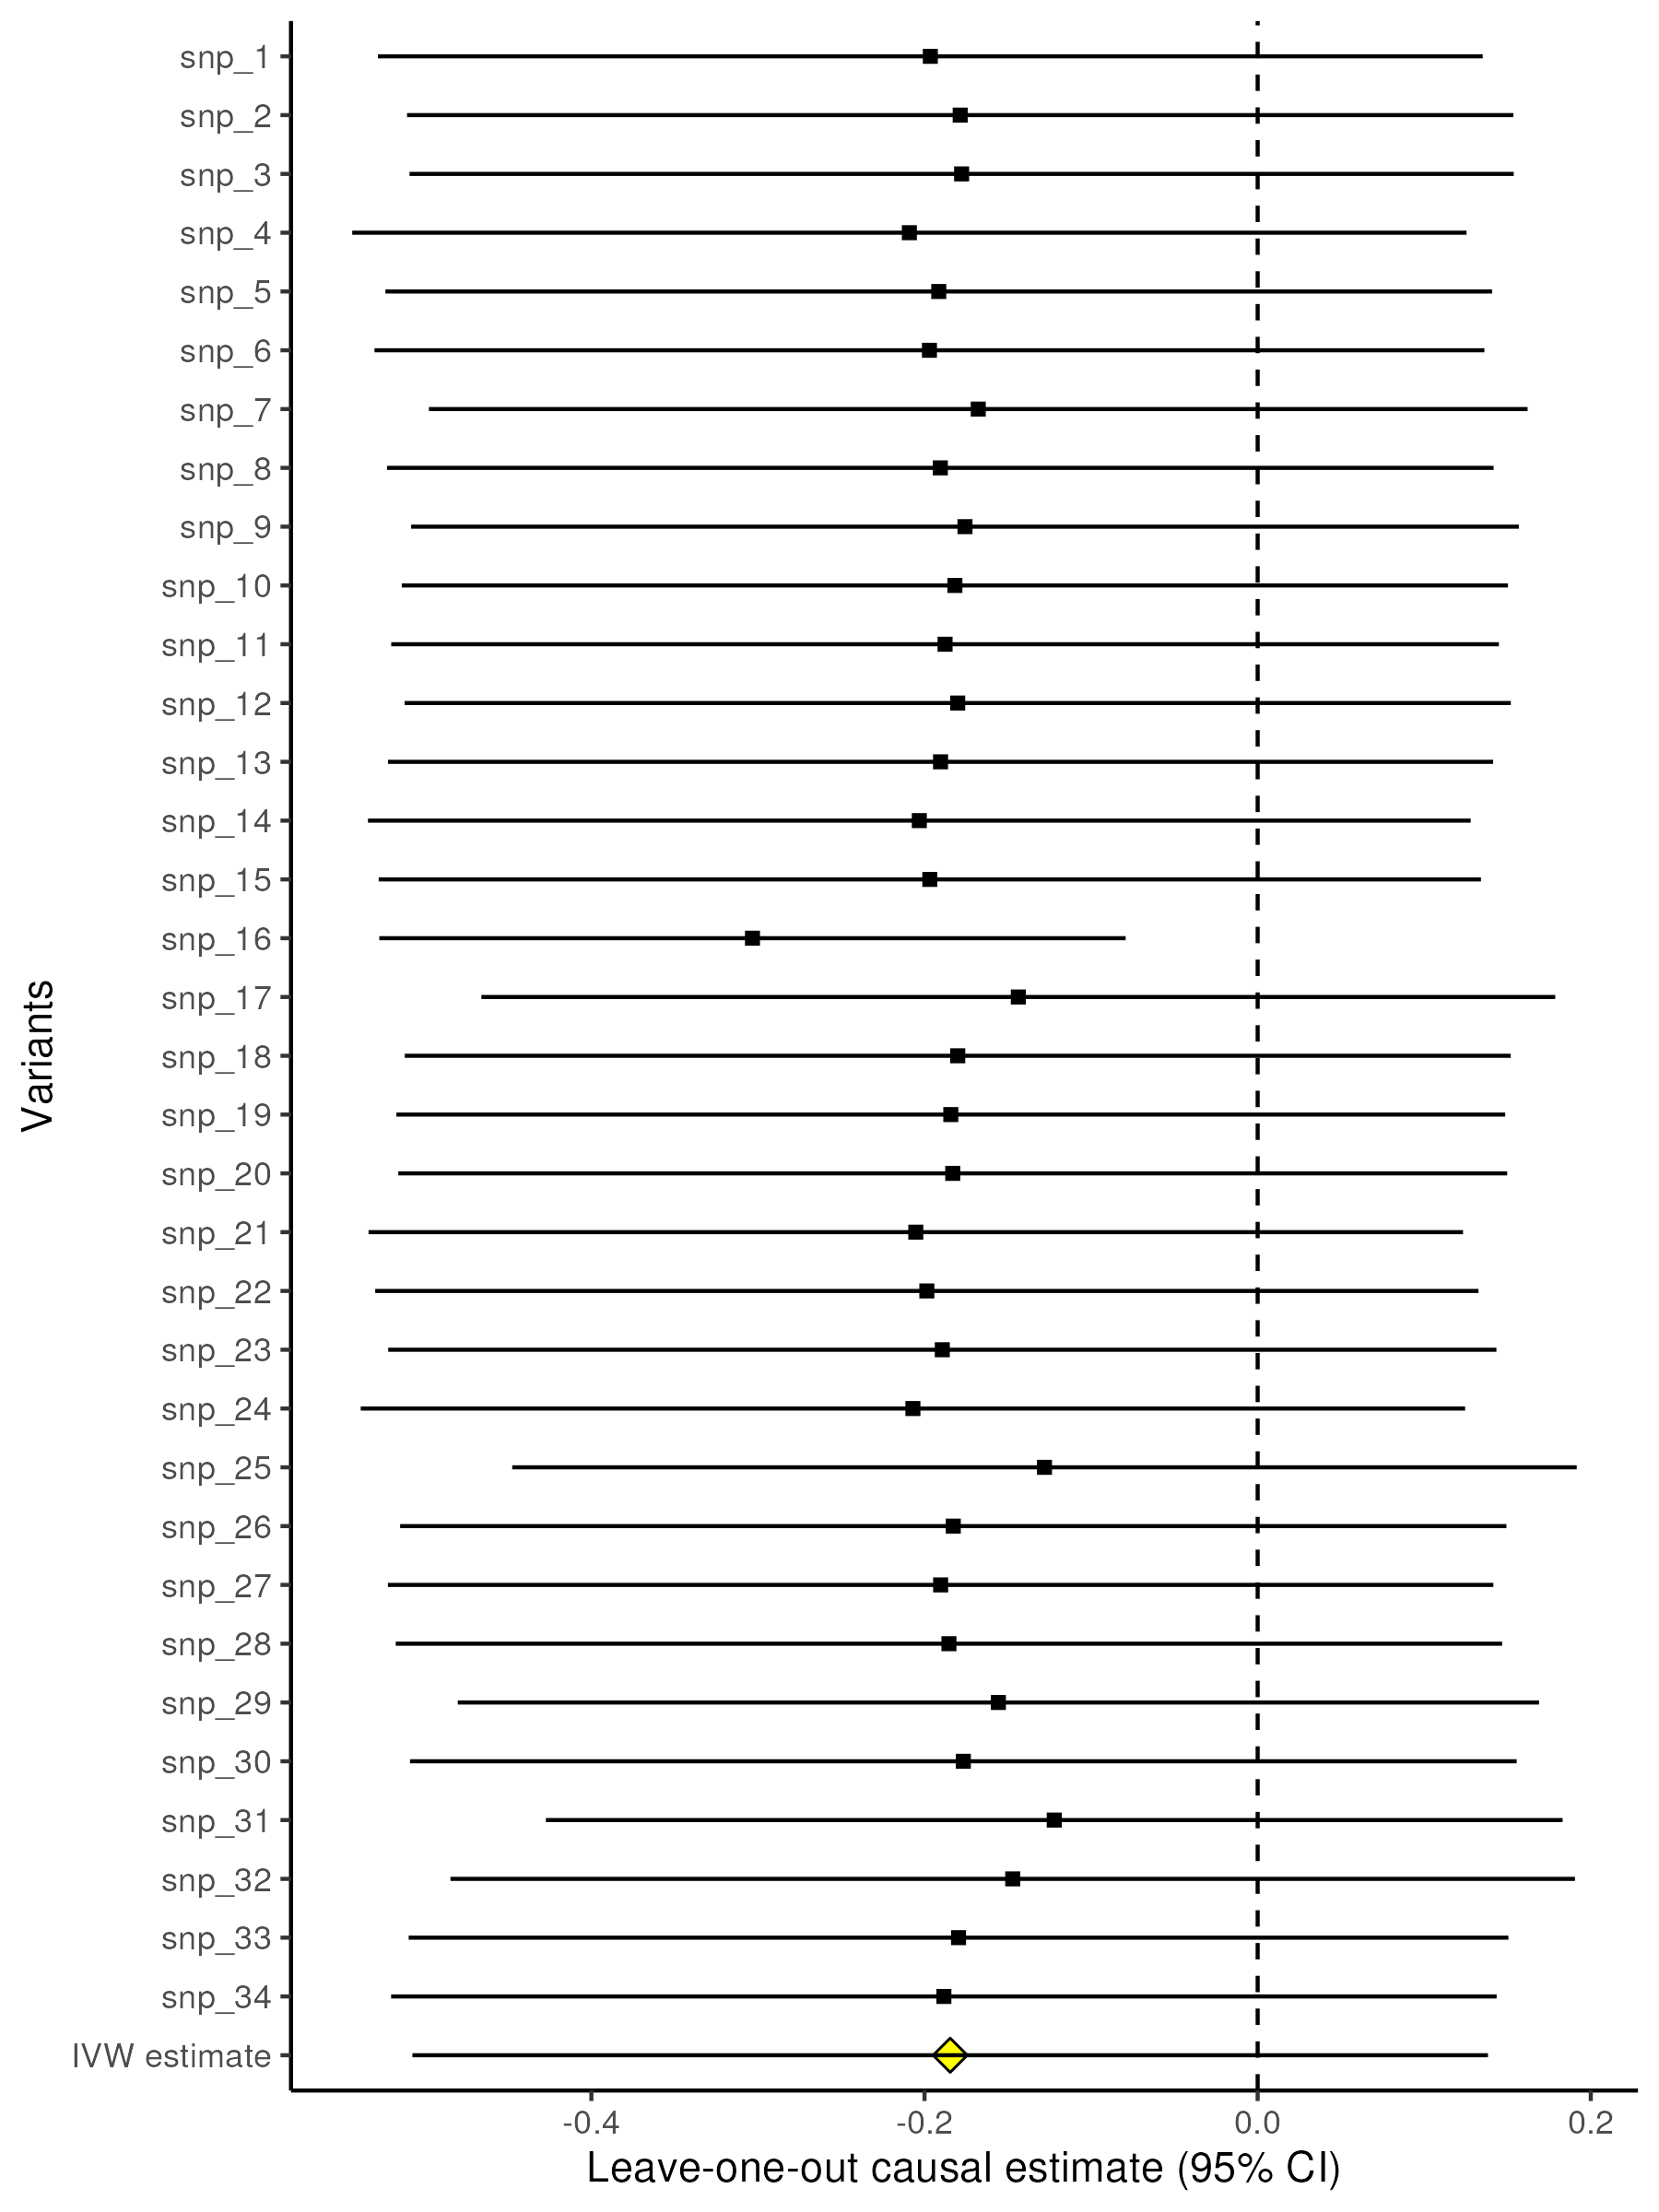 snp_1
snp_2
snp_3
snp_4
snp_5
snp_6
snp_7
snp_8
snp_9
snp_10
snp_11
snp_12
snp_13
snp_14
snp_15
snp_16
snp_17
snp_18
snp_19
snp_20
snp_21
snp_22
snp_23
snp_24
snp_25
snp_26
snp_27
snp_28
snp_29
snp_30
snp_31
snp_32
snp_33
snp_34
IVW estimate
Variants
-0.4 -0.2 0.0 0.2
Leave-one-out causal estimate (95% CI)